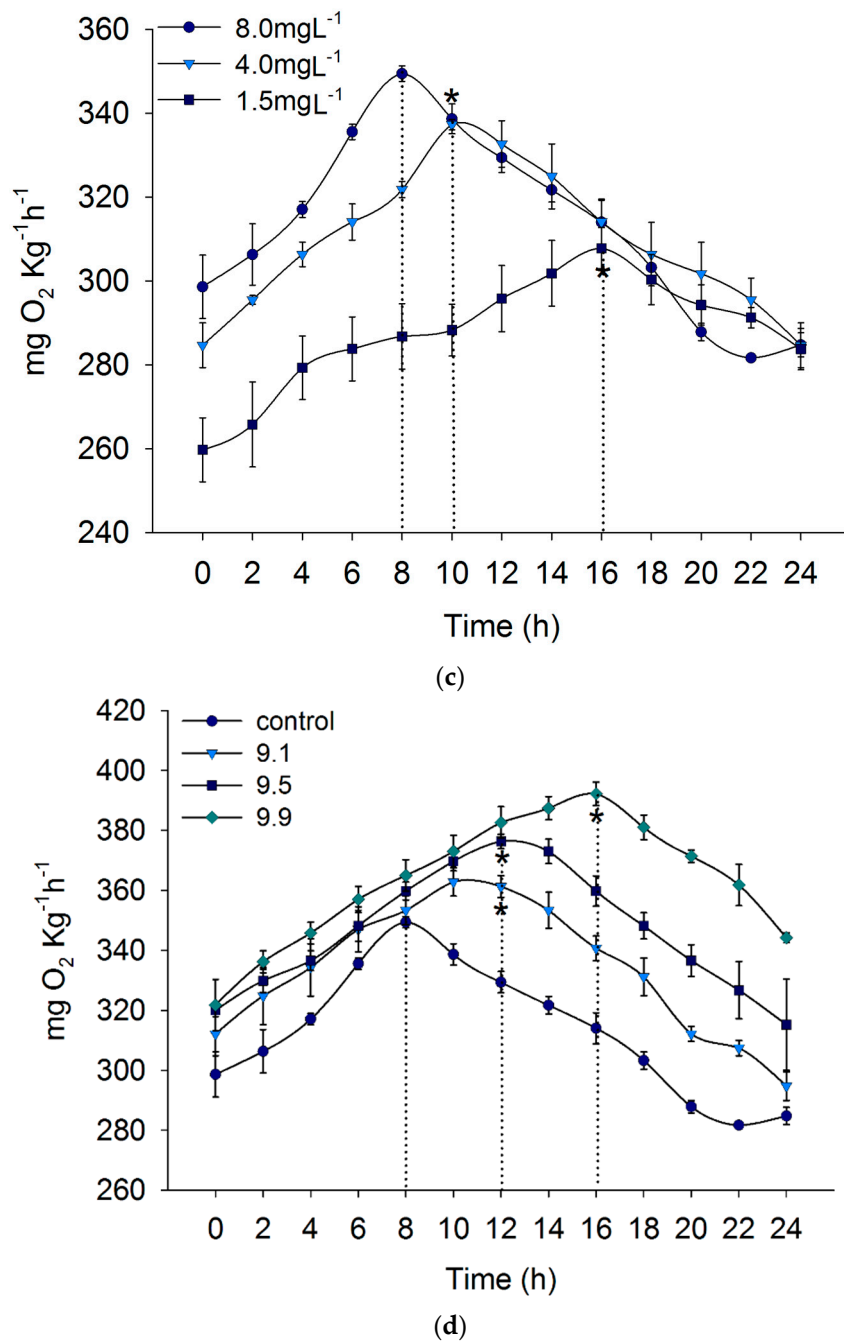 360
340
320
300
280
260
240
mg O₂ Kg⁻¹h⁻¹
8.0mgL⁻¹
4.0mgL⁻¹
1.5mgL⁻¹
*
*
0 2 4 6 8 10 12 14 16 18 20 22 24
Time (h)
(c)
420
400
380
360
340
320
300
280
260
mg O₂ Kg⁻¹h⁻¹
control
9.1
9.5
9.9
*
*
*
0 2 4 6 8 10 12 14 16 18 20 22 24
Time (h)
(d)